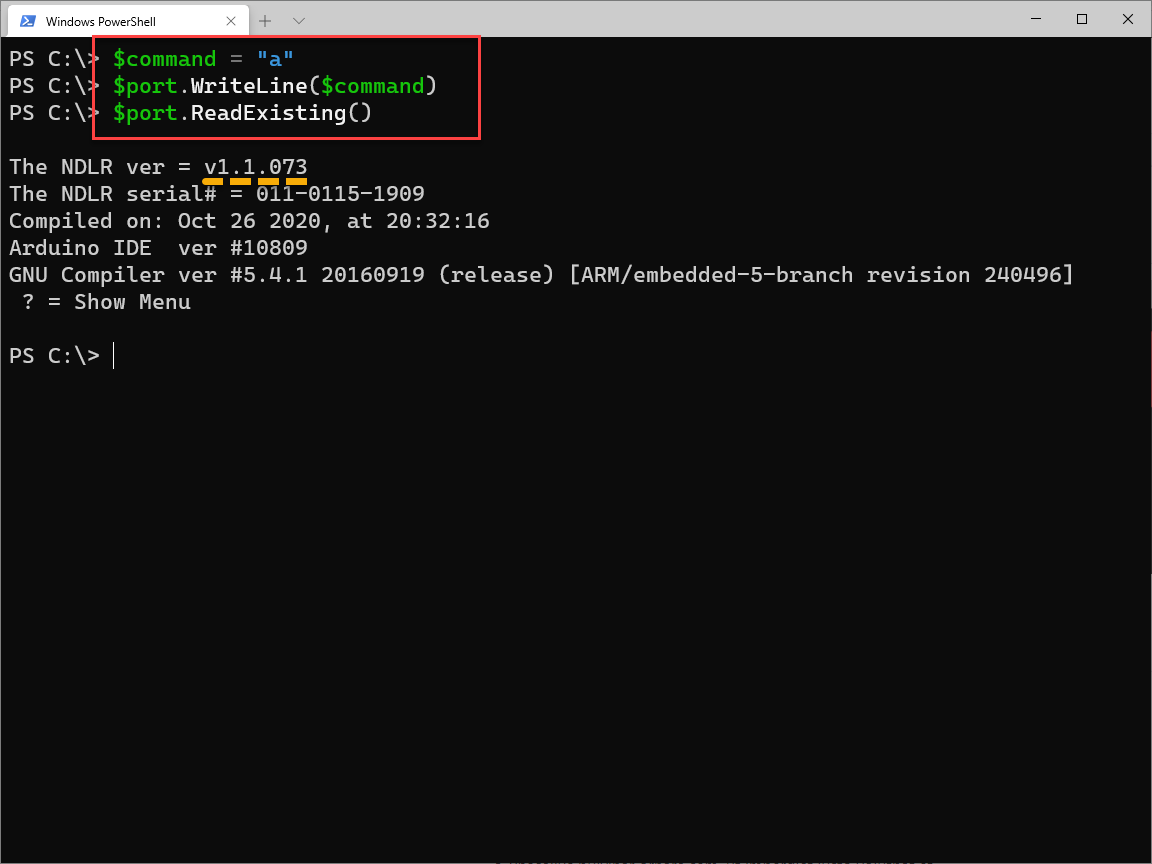 Windows PowerShell
PS C:\> $command = "a"
PS C:\> $port.WriteLine($command)
PS C:\> $port.ReadExisting()
The NDLR ver = v1.1.073
The NDLR serial# = 011-0115-1909
Compiled on: Oct 26 2020, at 20:32:16
Arduino IDE  ver #10809
GNU Compiler ver #5.4.1 20160919 (release) [ARM/embedded-5-branch revision 240496]
 ? = Show Menu
PS C:\>